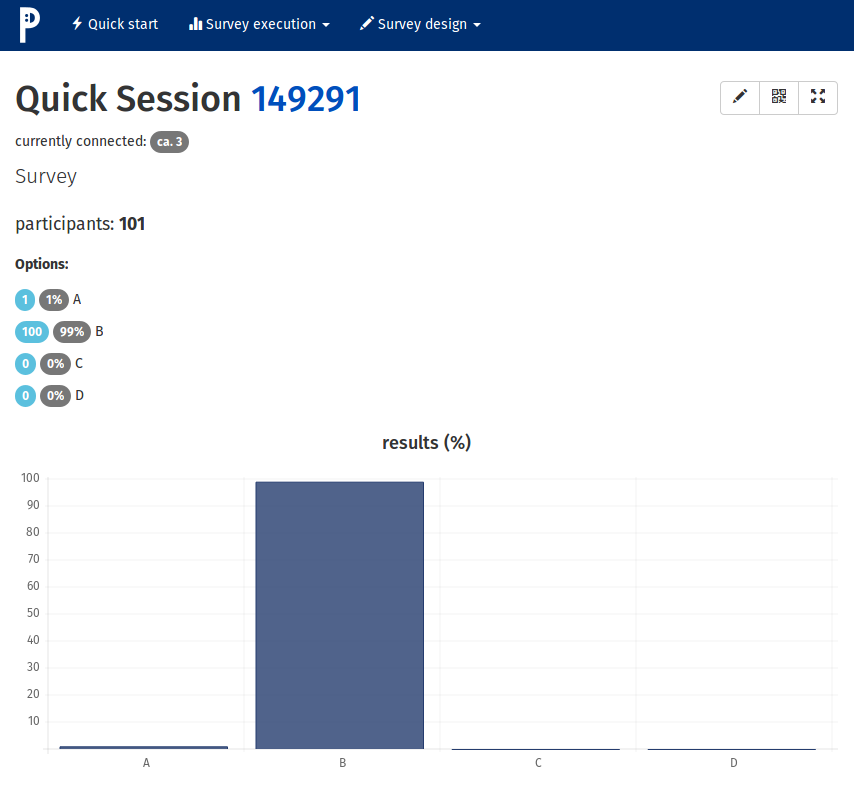 Quick start Survey execution Survey design
Quick Session 149291
currently connected: ca. 3
Survey
participants: 101
Options:
1 1% A
100 99% B
0 0% C
0 0% D
results (%)
100
90
80
70
60
50
40
30
20
10
A B C D